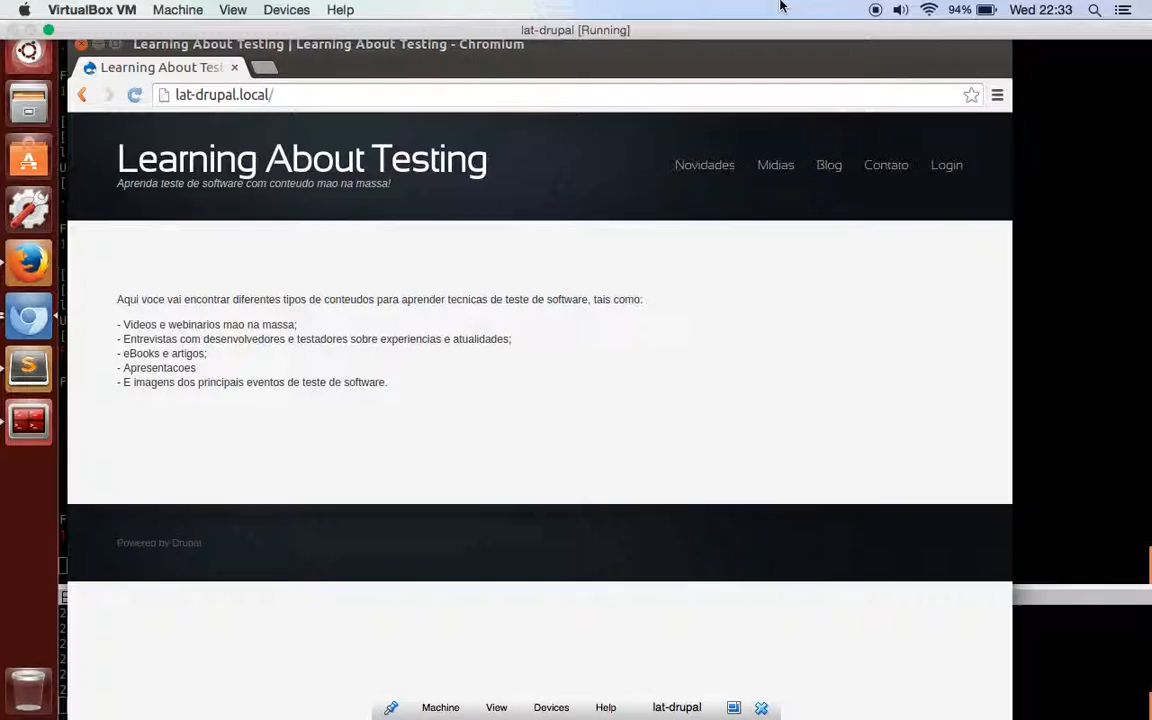 VirtualBox VM Machine View Devices Help 94% Wed 22:33
lat-drupal [Running]
Learning About Testing | Learning About Testing - Chromium
Learning About Test ×
lat-drupal.local/
Learning About Testing
Aprenda teste de software com conteudo mao na massa!
Novidades Midias Blog Contato Login
Aqui voce vai encontrar diferentes tipos de conteudos para aprender tecnicas de teste de software, tais como:
- Videos e webinarios mao na massa;
- Entrevistas com desenvolvedores e testadores sobre experiencias e atualidades;
- eBooks e artigos;
- Apresentacoes
- E imagens dos principais eventos de teste de software.
Powered by Drupal
Machine View Devices Help lat-drupal